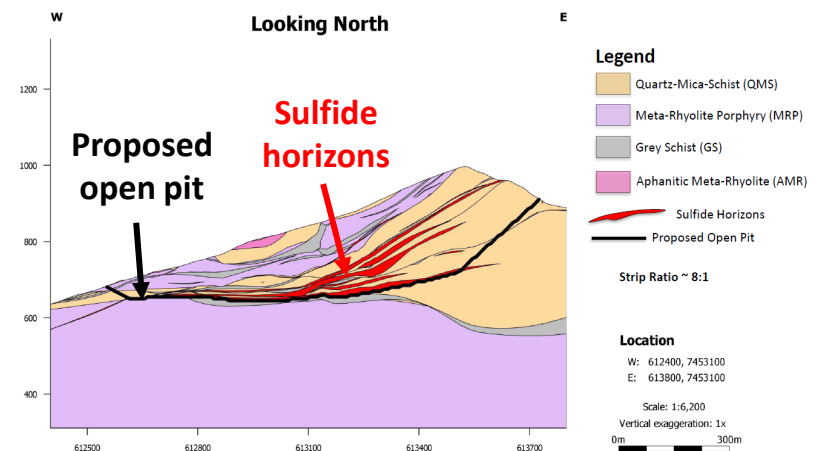 W
Looking North
E
1200
1000
800
600
400
612500
612800
613100
613400
613700
Proposed
open pit
Sulfide
horizons
Legend
Quartz-Mica-Schist (QMS)
Meta-Rhyolite Porphyry (MRP)
Grey Schist (GS)
Aphanitic Meta-Rhyolite (AMR)
Sulfide Horizons
Proposed Open Pit
Strip Ratio ~ 8:1
Location
W: 612400, 7453100
E: 613800, 7453100
Scale: 1:6,200
Vertical exaggeration: 1x
0m 300m